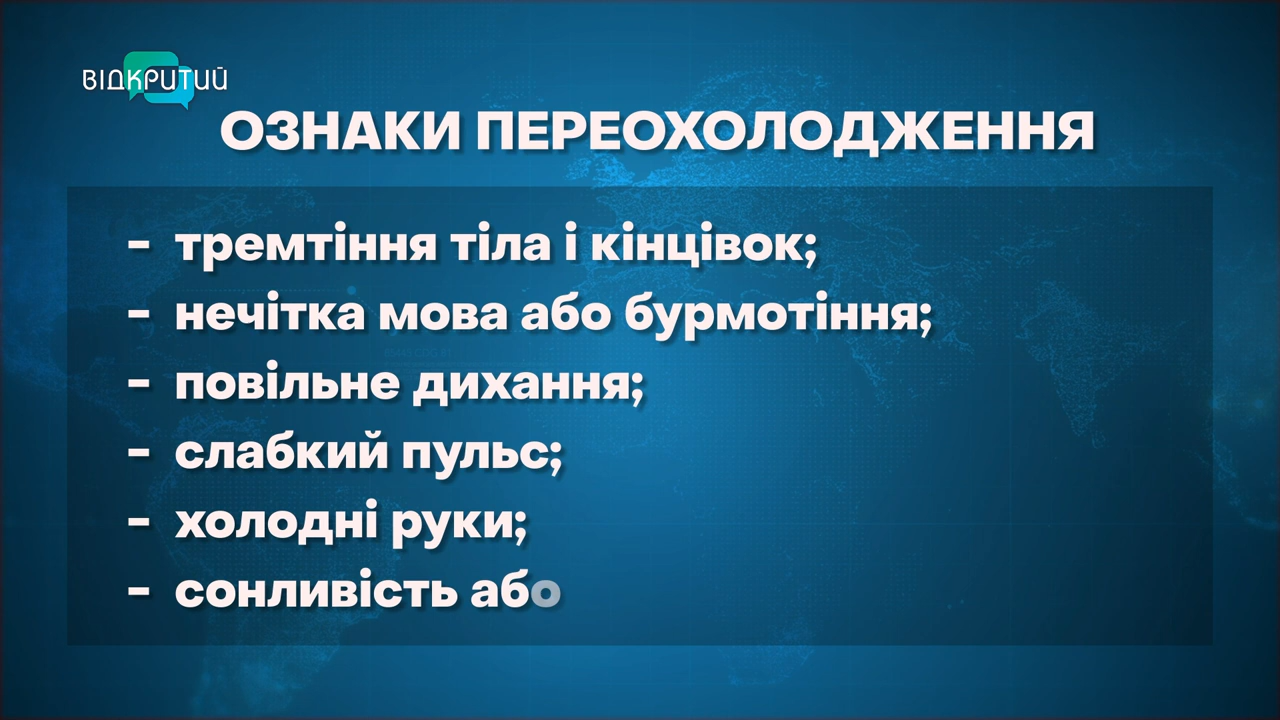 ВІДКРИТИЙ
ОЗНАКИ ПЕРЕОХОЛОДЖЕННЯ
- тремтіння тіла і кінцівок;
- нечітка мова або бурмотіння;
- повільне дихання;
- слабкий пульс;
- холодні руки;
- сонливість або